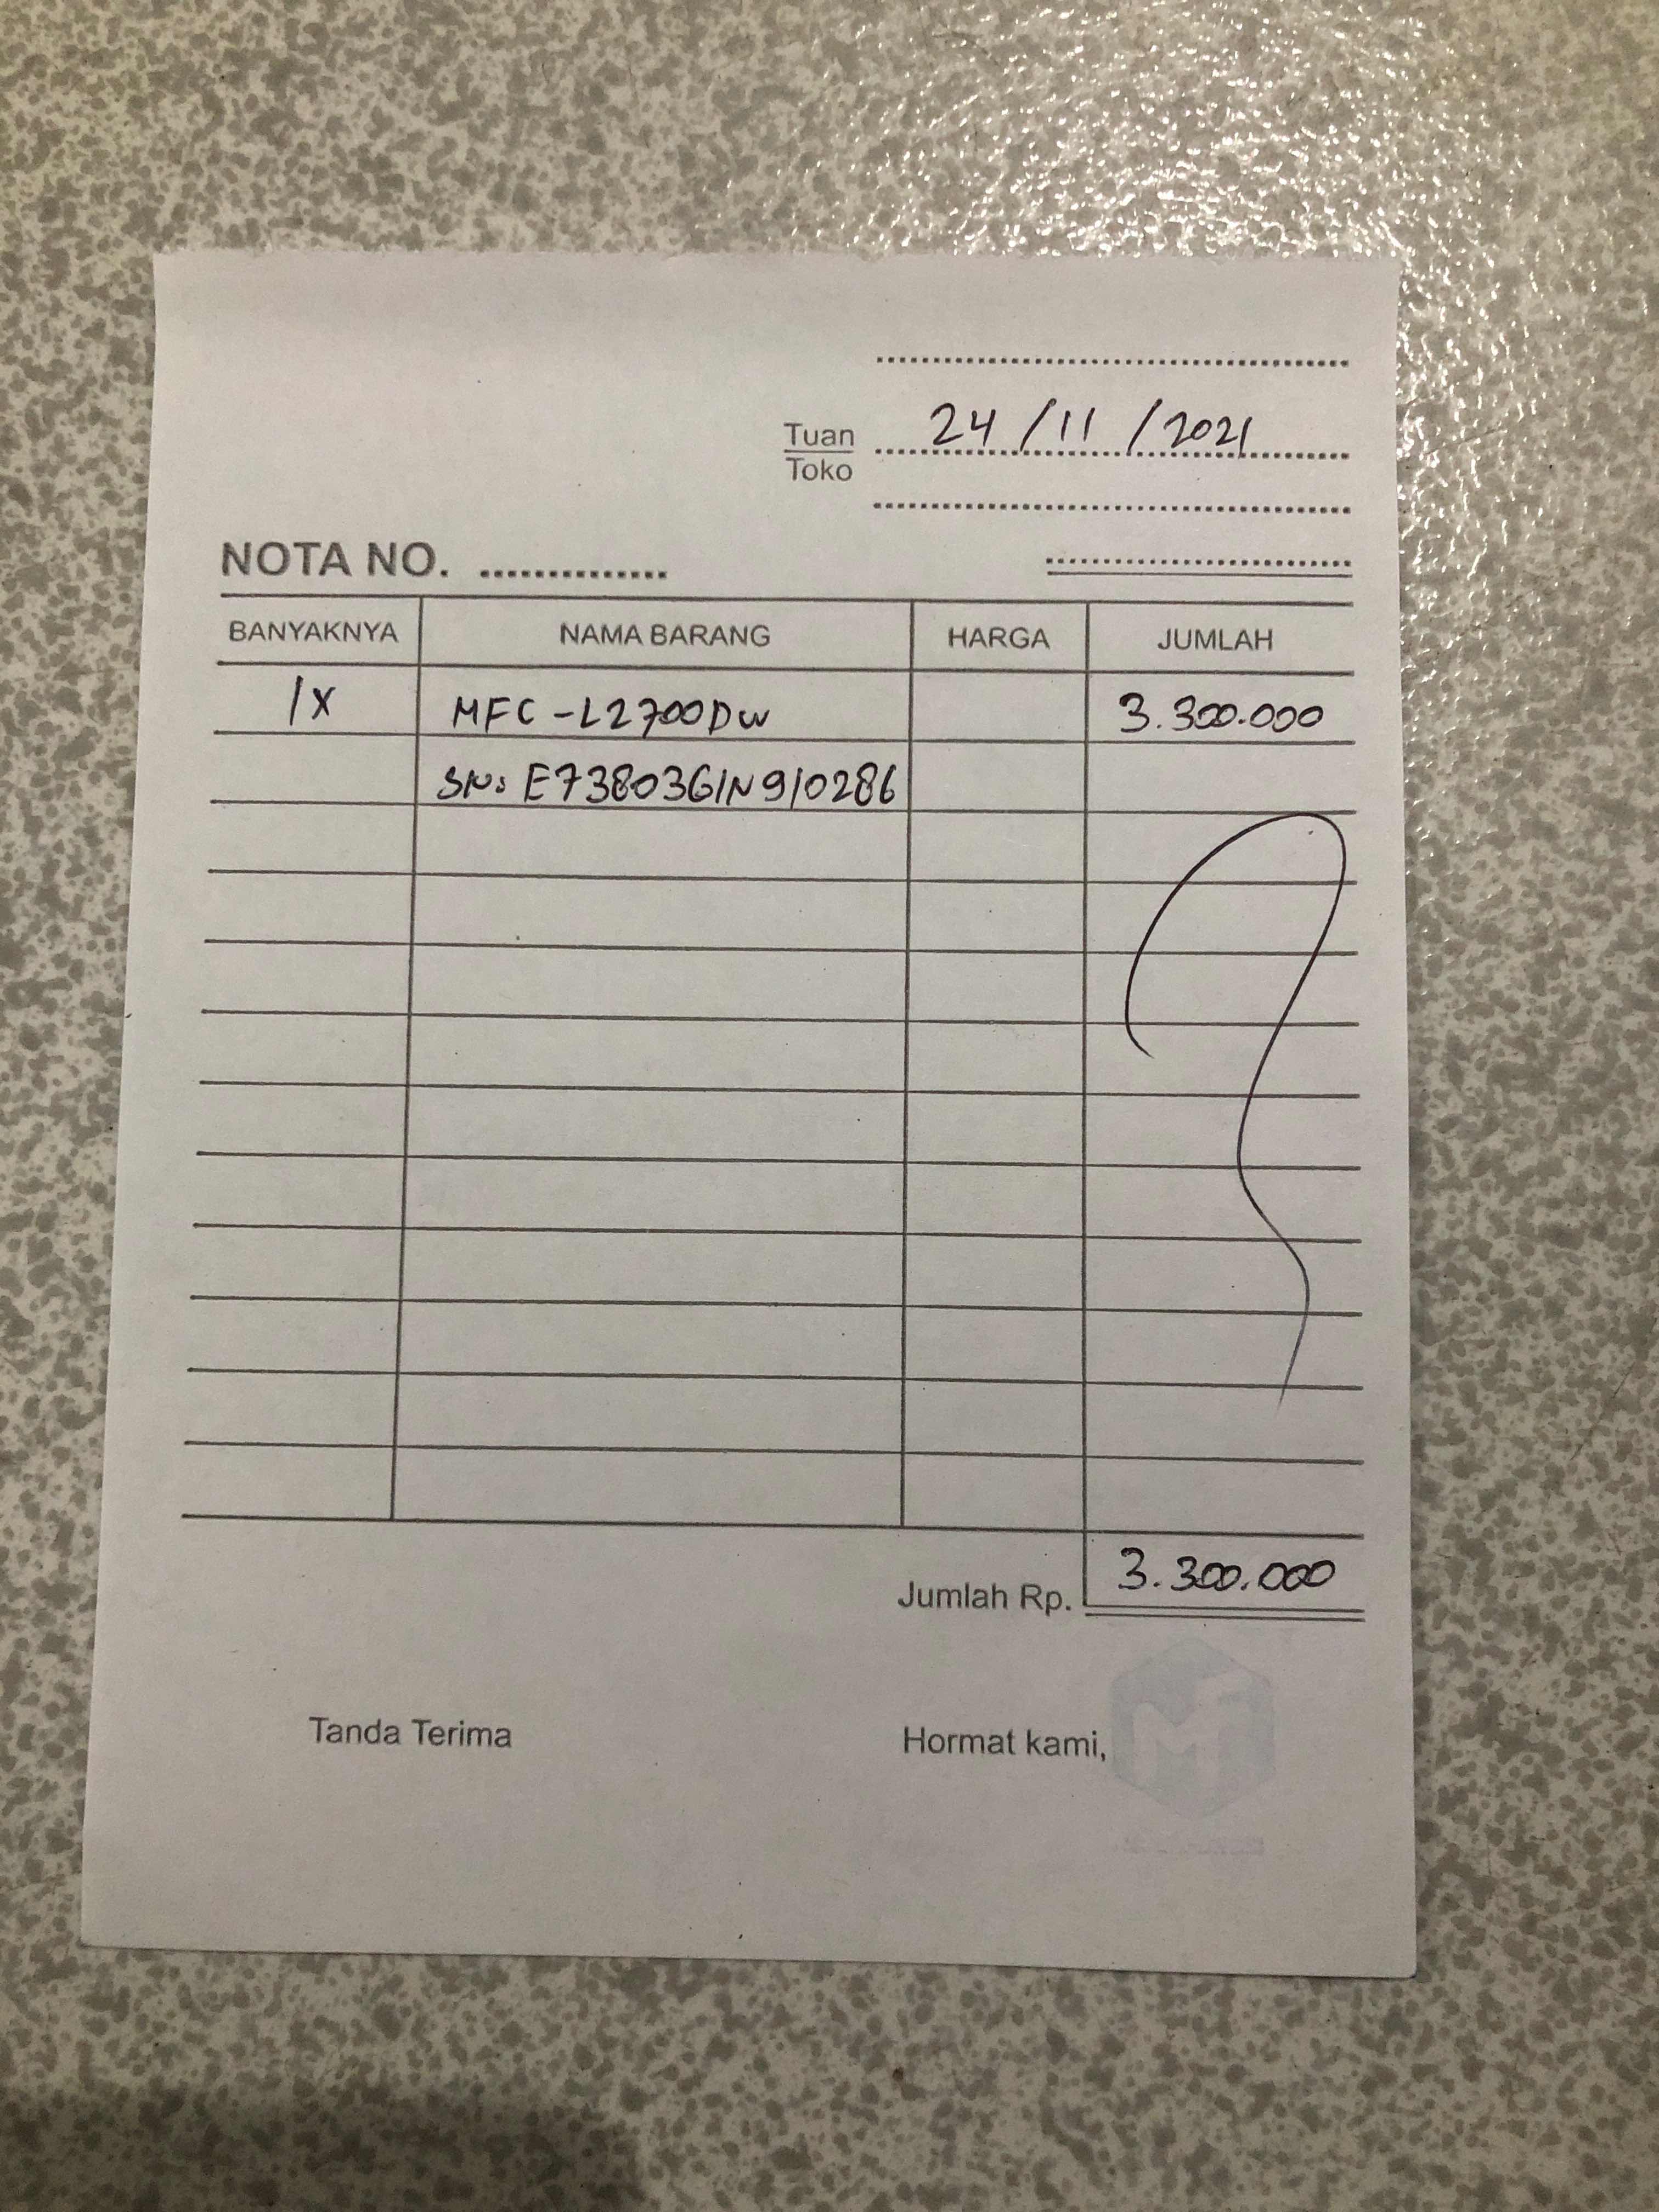 Tuan
Toko
24/11/2021
NOTA NO. ..............
BANYAKNYA NAMA BARANG HARGA JUMLAH
1X MFC-L2700DW 3.300.000
SN: E73803G1N910286
Jumlah Rp. 3.300.000
Tanda Terima Hormat kami,